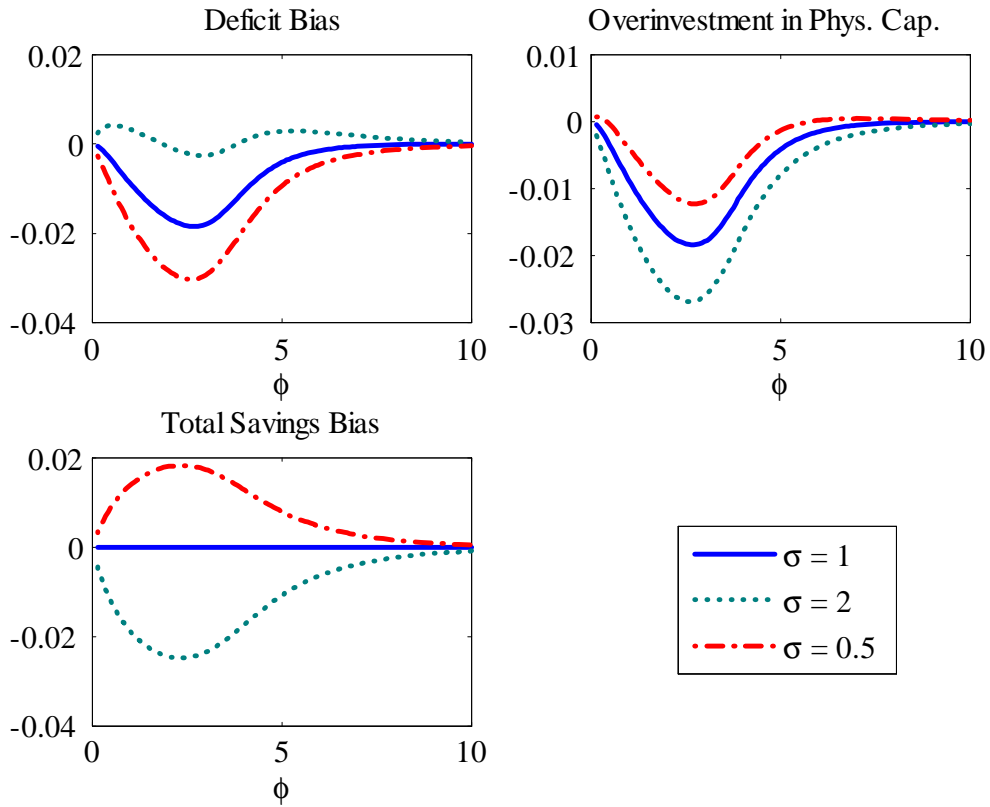 Deficit Bias
0.02
0
-0.02
-0.04
0 5 10
ϕ
Overinvestment in Phys. Cap.
0.01
0
-0.01
-0.02
-0.03
0 5 10
ϕ
Total Savings Bias
0.02
0
-0.02
-0.04
0 5 10
ϕ
σ = 1
σ = 2
σ = 0.5